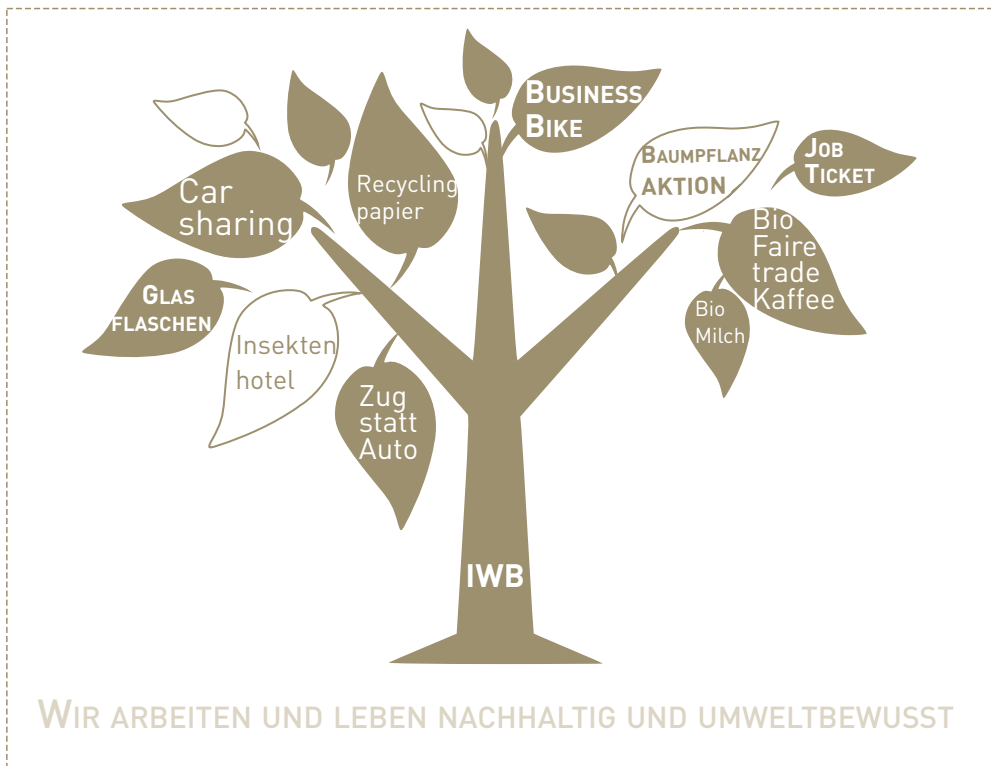 BUSINESS
BIKE
BAUMPFLANZ
AKTION
JOB
TICKET
Recycling
papier
Car
sharing
Bio
Faire
trade
Kaffee
GLAS
FLASCHEN
Bio
Milch
Insekten
hotel
Zug
statt
Auto
IWB
WIR ARBEITEN UND LEBEN NACHHALTIG UND UMWELTBEWUSST